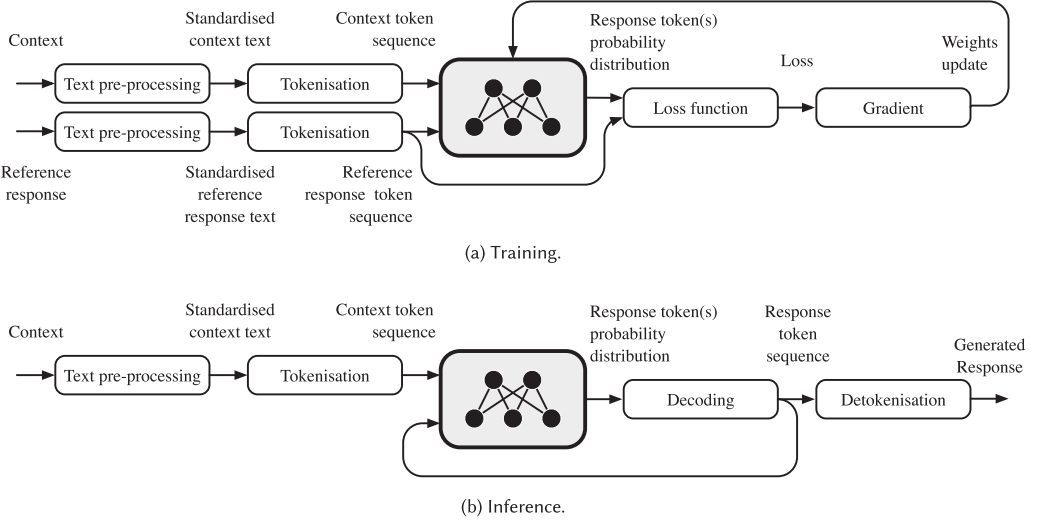 Context
Standardised
context text
Context token
sequence
Response token(s)
probability
distribution
Loss
Weights
update
Text pre-processing
Tokenisation
Text pre-processing
Tokenisation
Loss function
Gradient
Reference
response
Standardised
reference
response text
Reference
response token
sequence
(a) Training.
Context
Standardised
context text
Context token
sequence
Response token(s)
probability
distribution
Response
token
sequence
Generated
Response
Text pre-processing
Tokenisation
Decoding
Detokenisation
(b) Inference.